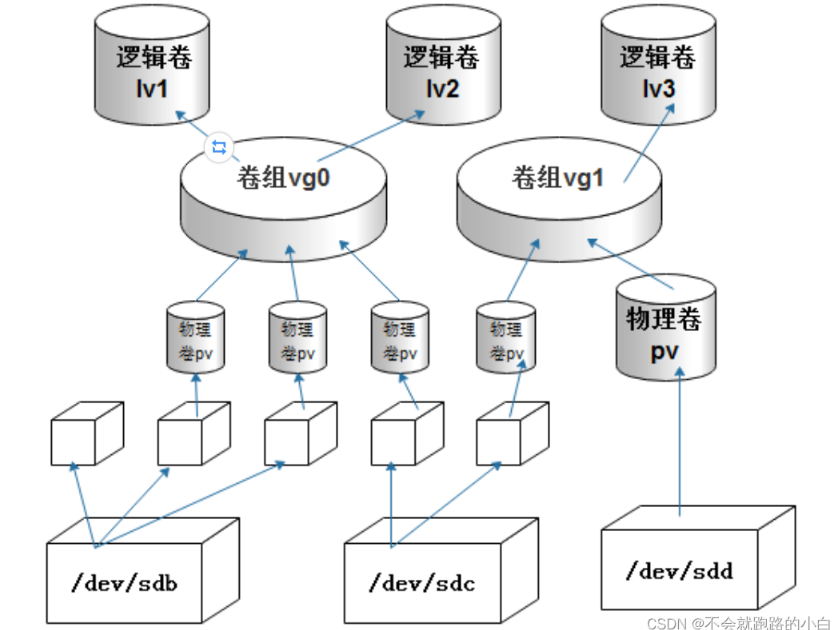 逻辑卷
lv1
逻辑卷
lv2
逻辑卷
lv3
卷组vg0
卷组vg1
物理
卷pv
物理
卷pv
物理
卷pv
物理
卷pv
物理卷
pv
/dev/sdb
/dev/sdc
/dev/sdd
CSDN @不会就跑路的小白